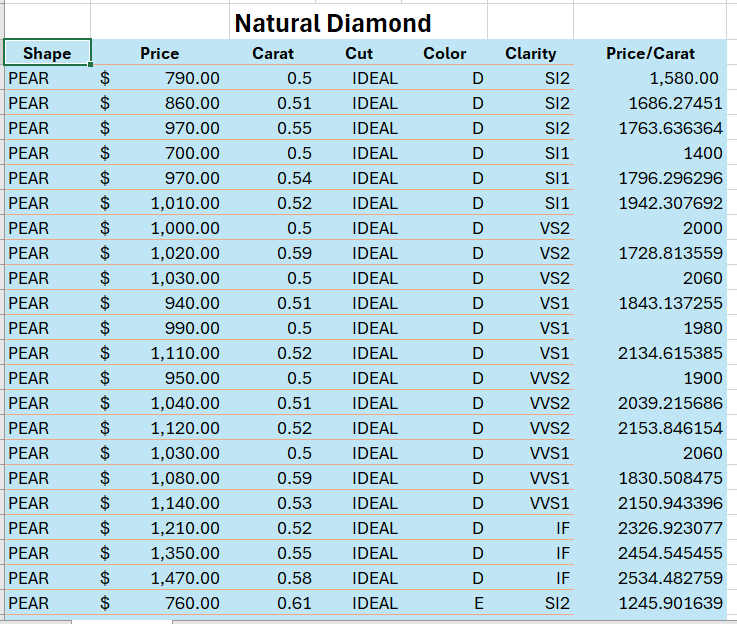 Natural Diamond
Shape Price Carat Cut Color Clarity Price/Carat
PEAR $ 790.00 0.5 IDEAL D SI2 1,580.00
PEAR $ 860.00 0.51 IDEAL D SI2 1686.27451
PEAR $ 970.00 0.55 IDEAL D SI2 1763.636364
PEAR $ 700.00 0.5 IDEAL D SI1 1400
PEAR $ 970.00 0.54 IDEAL D SI1 1796.296296
PEAR $ 1,010.00 0.52 IDEAL D SI1 1942.307692
PEAR $ 1,000.00 0.5 IDEAL D VS2 2000
PEAR $ 1,020.00 0.59 IDEAL D VS2 1728.813559
PEAR $ 1,030.00 0.5 IDEAL D VS2 2060
PEAR $ 940.00 0.51 IDEAL D VS1 1843.137255
PEAR $ 990.00 0.5 IDEAL D VS1 1980
PEAR $ 1,110.00 0.52 IDEAL D VS1 2134.615385
PEAR $ 950.00 0.5 IDEAL D VVS2 1900
PEAR $ 1,040.00 0.51 IDEAL D VVS2 2039.215686
PEAR $ 1,120.00 0.52 IDEAL D VVS2 2153.846154
PEAR $ 1,030.00 0.5 IDEAL D VVS1 2060
PEAR $ 1,080.00 0.59 IDEAL D VVS1 1830.508475
PEAR $ 1,140.00 0.53 IDEAL D VVS1 2150.943396
PEAR $ 1,210.00 0.52 IDEAL D IF 2326.923077
PEAR $ 1,350.00 0.55 IDEAL D IF 2454.545455
PEAR $ 1,470.00 0.58 IDEAL D IF 2534.482759
PEAR $ 760.00 0.61 IDEAL E SI2 1245.901639